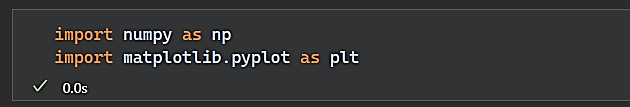 import numpy as np
import matplotlib.pyplot as plt
0.0s